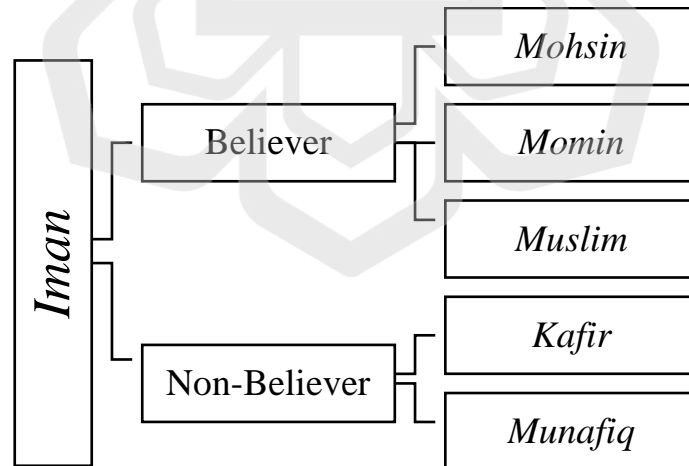 Iman
Believer
Mohsin
Momin
Muslim
Non-Believer
Kafir
Munafiq